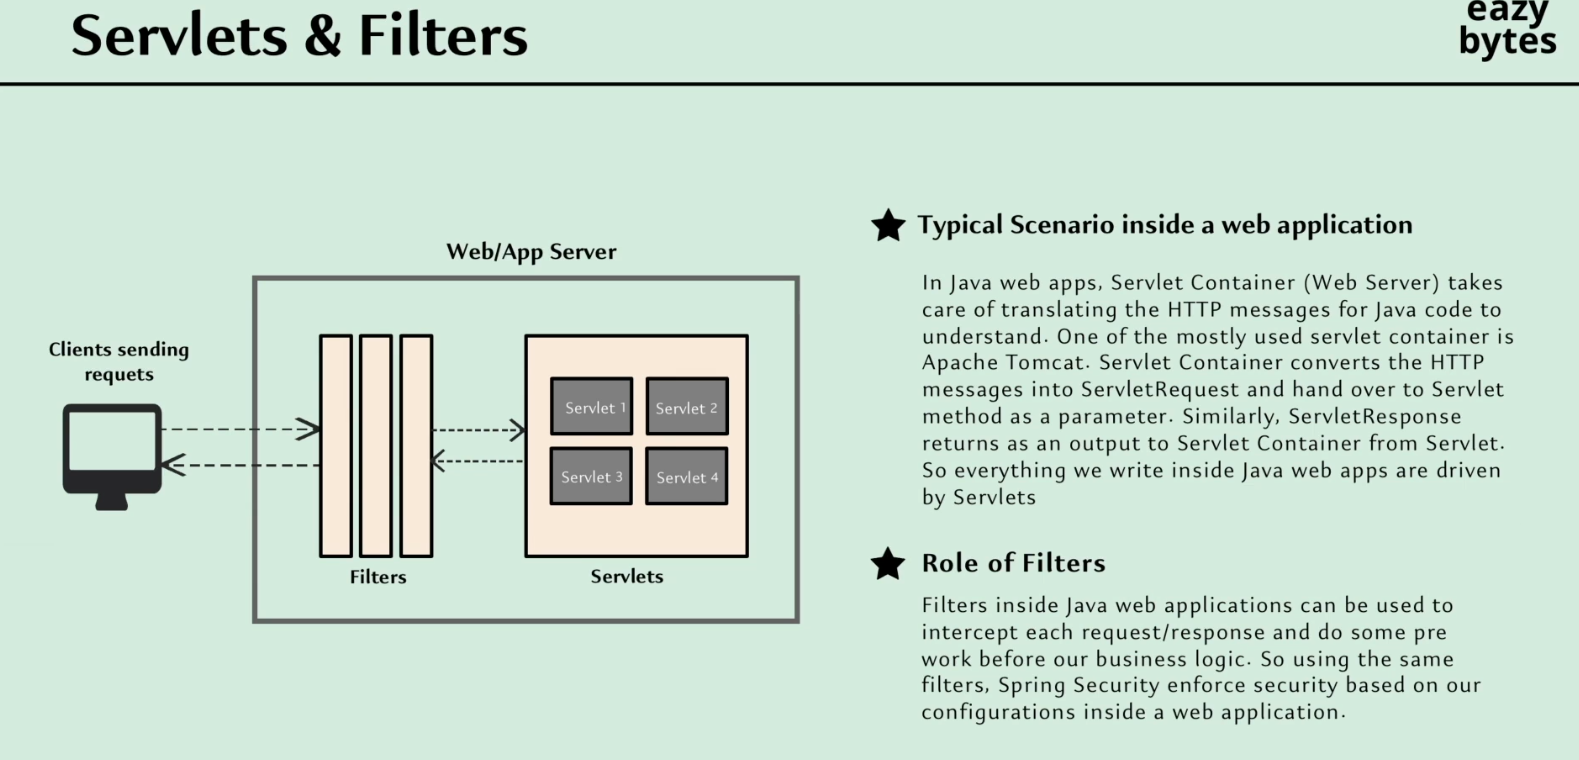 Servlets & Filters
eazy
bytes
Web/App Server
Clients sending
requets
Servlet 1
Servlet 2
Servlet 3
Servlet 4
Filters
Servlets
Typical Scenario inside a web application
In Java web apps, Servlet Container (Web Server) takes
care of translating the HTTP messages for Java code to
understand. One of the mostly used servlet container is
Apache Tomcat. Servlet Container converts the HTTP
messages into ServletRequest and hand over to Servlet
method as a parameter. Similarly, ServletResponse
returns as an output to Servlet Container from Servlet.
So everything we write inside Java web apps are driven
by Servlets
Role of Filters
Filters inside Java web applications can be used to
intercept each request/response and do some pre
work before our business logic. So using the same
filters, Spring Security enforce security based on our
configurations inside a web application.